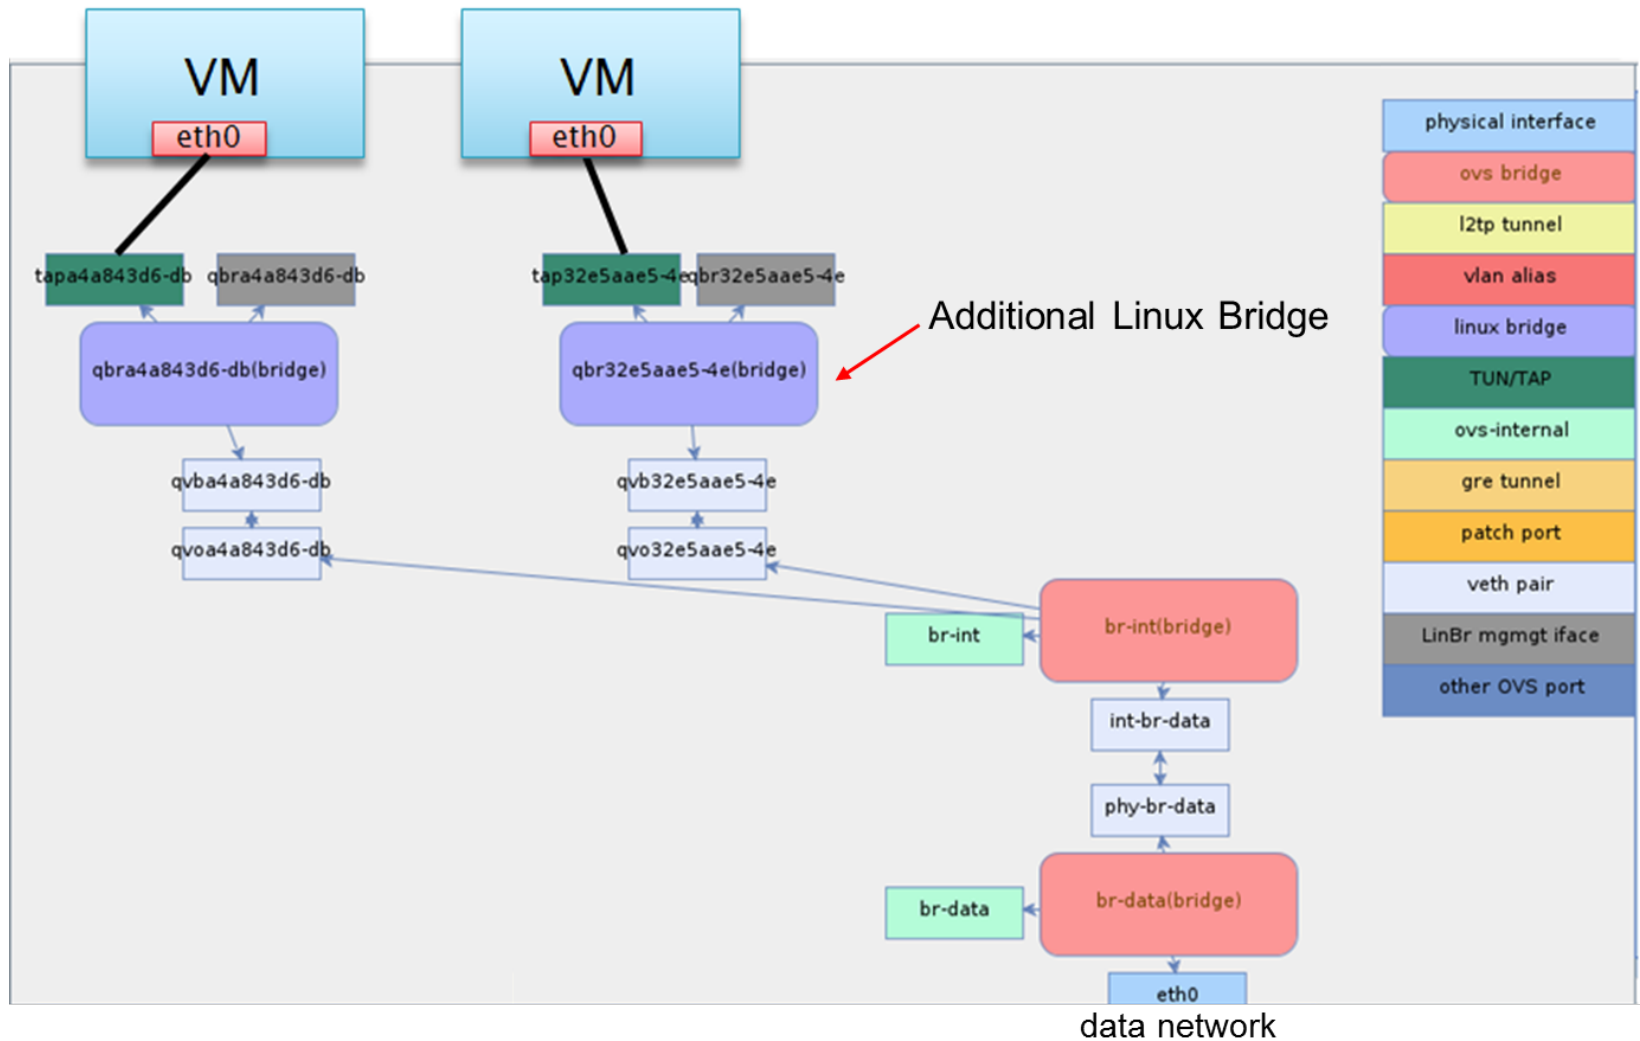 VM
eth0
VM
eth0
tapa4a843d6-db
qbra4a843d6-db
tap32e5aae5-4e
qbr32e5aae5-4e
Additional Linux Bridge
qbra4a843d6-db(bridge)
qbr32e5aae5-4e(bridge)
qvba4a843d6-db
qvb32e5aae5-4e
qvoa4a843d6-db
qvo32e5aae5-4e
br-int
br-int(bridge)
int-br-data
phy-br-data
br-data
br-data(bridge)
eth0
data network
physical interface
ovs bridge
l2tp tunnel
vlan alias
linux bridge
TUN/TAP
ovs-internal
gre tunnel
patch port
veth pair
LinBr mgmgt iface
other OVS port